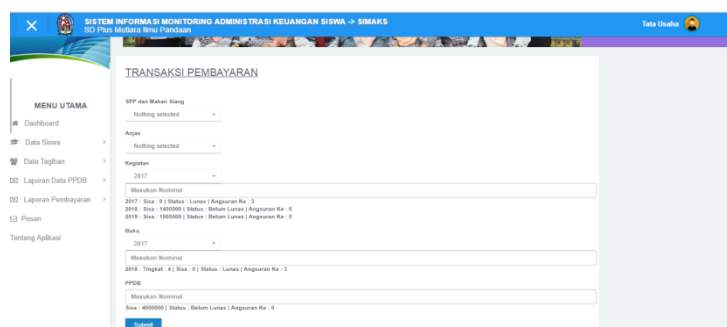 SISTEM INFORMASI MONITORING ADMINISTRASI KEUANGAN SISWA -> SIMAKS
SD Plus Mutiara Ilmu Pandaan
Tata Usaha
MENU UTAMA
Dashboard
Data Siswa
Data Tagihan
Laporan Data PPDB
Laporan Pembayaran
Pesan
Tentang Aplikasi
TRANSAKSI PEMBAYARAN
SPP dan Makan Siang
Nothing selected
Anjas
Nothing selected
Kegiatan
2017
Masukan Nominal
2017 : Sisa : 0 | Status : Lunas | Angsuran Ke : 3
2018 : Sisa : 1400000 | Status : Belum Lunas | Angsuran Ke : 0
2019 : Sisa : 1500000 | Status : Belum Lunas | Angsuran Ke : 0
Buku
2017
Masukan Nominal
2018 : Tingkat : 4 | Sisa : 0 | Status : Lunas | Angsuran Ke : 3
PPDB
Masukan Nominal
Sisa : 4000000 | Status : Belum Lunas | Angsuran Ke : 0
Submit